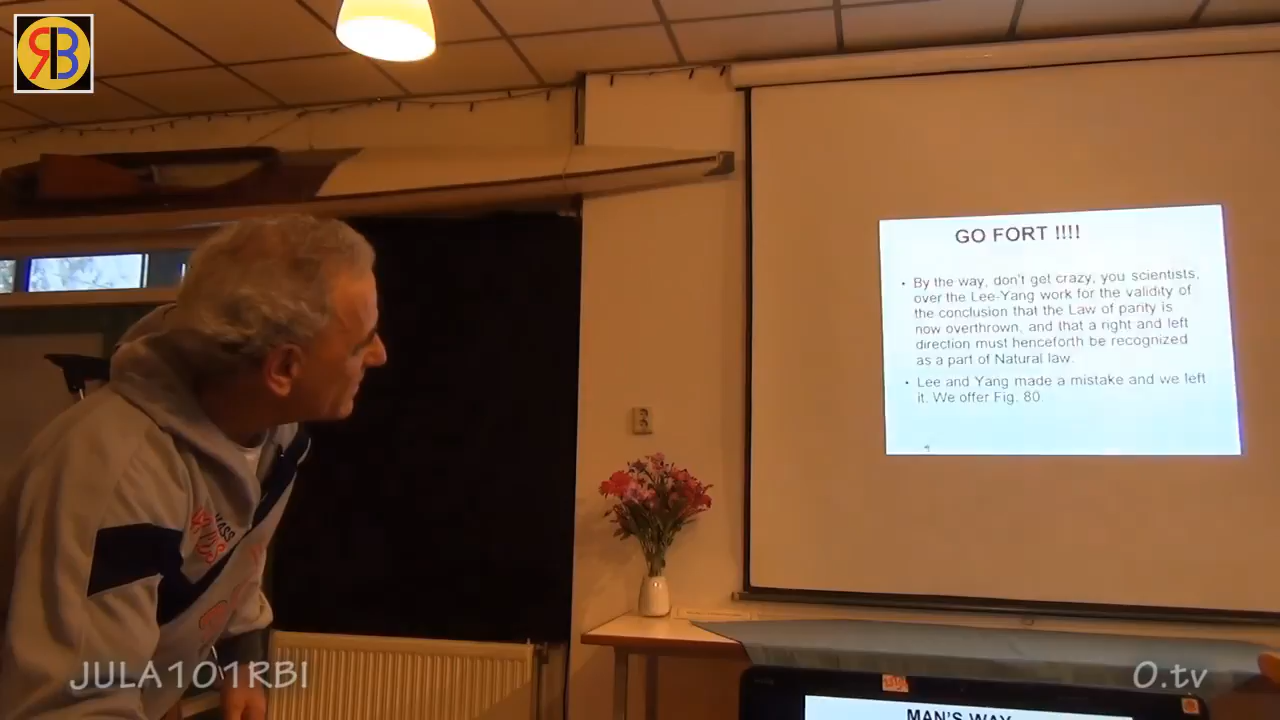 RB
GO FORT !!!!
• By the way, don't get crazy, you scientists,
over the Lee-Yang work for the validity of
the conclusion that the Law of parity is
now overthrown, and that a right and left
direction must henceforth be recognized
as a part of Natural law.
• Lee and Yang made a mistake and we left
it. We offer Fig. 80.
JULA101RBI
O.tv
MAN'S WAY